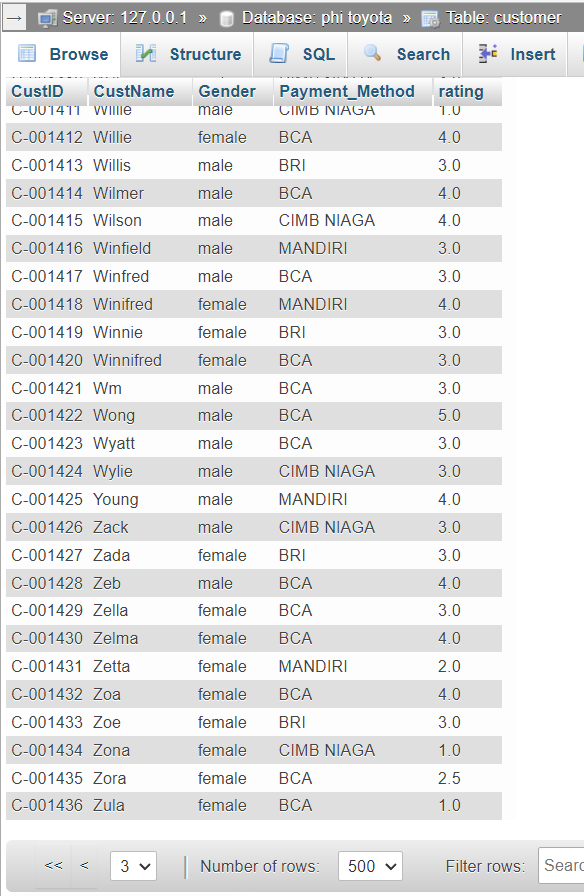 Server: 127.0.0.1 » Database: phi toyota » Table: customer
Browse Structure SQL Search Insert
CustID CustName Gender Payment_Method rating
C-001411 Willie male CIMB NIAGA 1.0
C-001412 Willie female BCA 4.0
C-001413 Willis male BRI 3.0
C-001414 Wilmer male BCA 4.0
C-001415 Wilson male CIMB NIAGA 4.0
C-001416 Winfield male MANDIRI 3.0
C-001417 Winfred male BCA 3.0
C-001418 Winifred female MANDIRI 4.0
C-001419 Winnie female BRI 3.0
C-001420 Winnifred female BCA 3.0
C-001421 Wm male BCA 3.0
C-001422 Wong male BCA 5.0
C-001423 Wyatt male BCA 3.0
C-001424 Wylie male CIMB NIAGA 3.0
C-001425 Young male MANDIRI 4.0
C-001426 Zack male CIMB NIAGA 3.0
C-001427 Zada female BRI 3.0
C-001428 Zeb male BCA 4.0
C-001429 Zella female BCA 3.0
C-001430 Zelma female BCA 4.0
C-001431 Zetta female MANDIRI 2.0
C-001432 Zoa female BCA 4.0
C-001433 Zoe female BRI 3.0
C-001434 Zona female CIMB NIAGA 1.0
C-001435 Zora female BCA 2.5
C-001436 Zula female BCA 1.0
<< < 3 Number of rows: 500 Filter rows: Searc